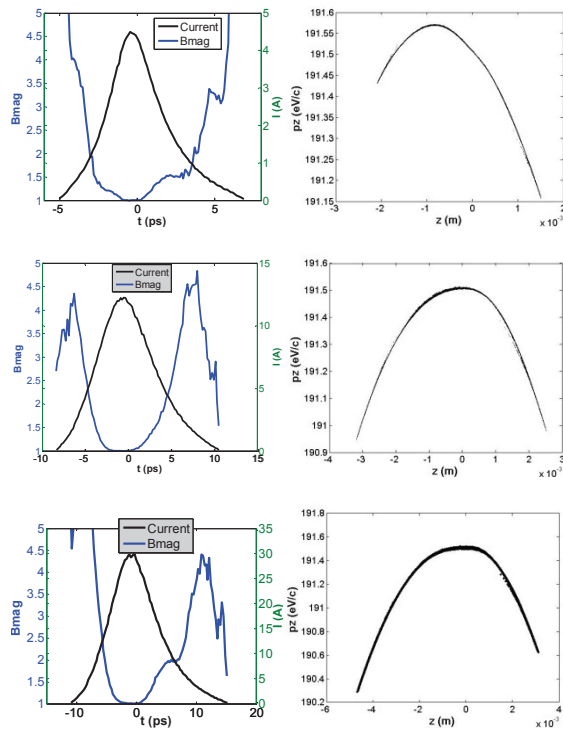 Current
Bmag
5
4.5
4
3.5
3
2.5
2
1.5
1
Bmag
5
4
3
2
1
0
I (A)
-5 0 5
t (ps)
191.6
191.55
191.5
191.45
191.4
191.35
191.3
191.25
191.2
191.15
pz (eV/c)
-3 -2 -1 0 1 2
z (m)
x 10⁻³
Current
Bmag
5
4.5
4
3.5
3
2.5
2
1.5
1
Bmag
15
10
5
0
I (A)
-10 -5 0 5 10 15
t (ps)
191.6
191.5
191.4
191.3
191.2
191.1
191
190.9
pz (eV/c)
-4 -3 -2 -1 0 1 2 3
z (m)
x 10⁻³
Current
Bmag
5
4.5
4
3.5
3
2.5
2
1.5
1
Bmag
35
30
25
20
15
10
5
0
I (A)
-10 0 10 20
t (ps)
191.8
191.6
191.4
191.2
191
190.8
190.6
190.4
190.2
pz (eV/c)
-6 -4 -2 0 2 4
z (m)
x 10⁻³